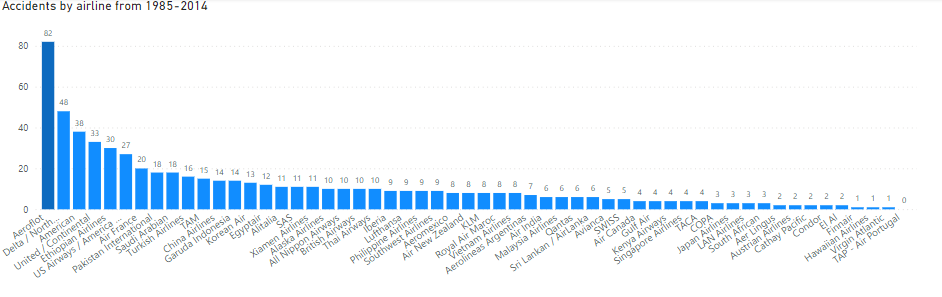 Accidents by airline from 1985-2014
80
60
40
20
0
82
48
38
33
30
27
20
18
18
16
15
14
14
13
12
11
11
11
10
10
10
10
9
9
9
9
8
8
8
8
7
6
6
6
6
5
5
4
4
4
4
4
3
3
3
3
2
2
2
2
2
1
1
1
0
Aeroflot
Delta / North...
American
United / Continental
Ethiopian Airlines
US Airways / America ...
Air France
Pakistan International
Saudi Arabian
Turkish Airlines
TAM
China Airlines
Garuda Indonesia
Korean Air
Egyptair
Alitalia
SAS
Xiamen Airlines
Alaska Airlines
All Nippon Airways
British Airways
Thai Airways
Iberia
Lufthansa
Philippine Airlines
Southwest Airlines
Aeromexico
Air New Zealand
KLM
Royal Air Maroc
Vietnam Airlines
Aerolineas Argentinas
Air India
Malaysia Airlines
Qantas
Sri Lankan / AirLanka
Avianca
SWISS
Air Canada
Gulf Air
Kenya Airways
Singapore Airlines
TACA
COPA
Japan Airlines
LAN Airlines
South African
Aer Lingus
Austrian Airlines
Cathay Pacific
Condor
El Al
Finnair
Hawaiian Airlines
Virgin Atlantic
TAP - Air Portugal